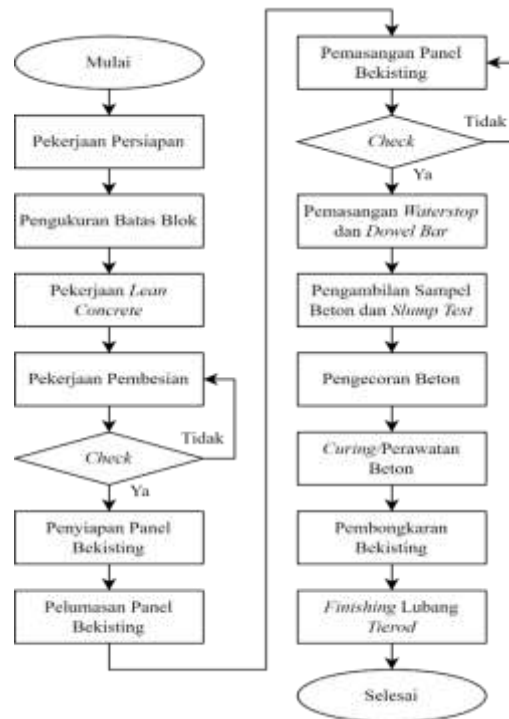 Mulai
Pekerjaan Persiapan
Pengukuran Batas Blok
Pekerjaan Lean
Concrete
Pekerjaan Pembesian
Tidak
Check
Ya
Penyiapan Panel
Bekisting
Pelumasan Panel
Bekisting
Pemasangan Panel
Bekisting
Tidak
Check
Ya
Pemasangan Waterstop
dan Dowel Bar
Pengambilan Sampel
Beton dan Slump Test
Pengecoran Beton
Curing/Perawatan
Beton
Pembongkaran
Bekisting
Finishing Lubang
Tierod
Selesai